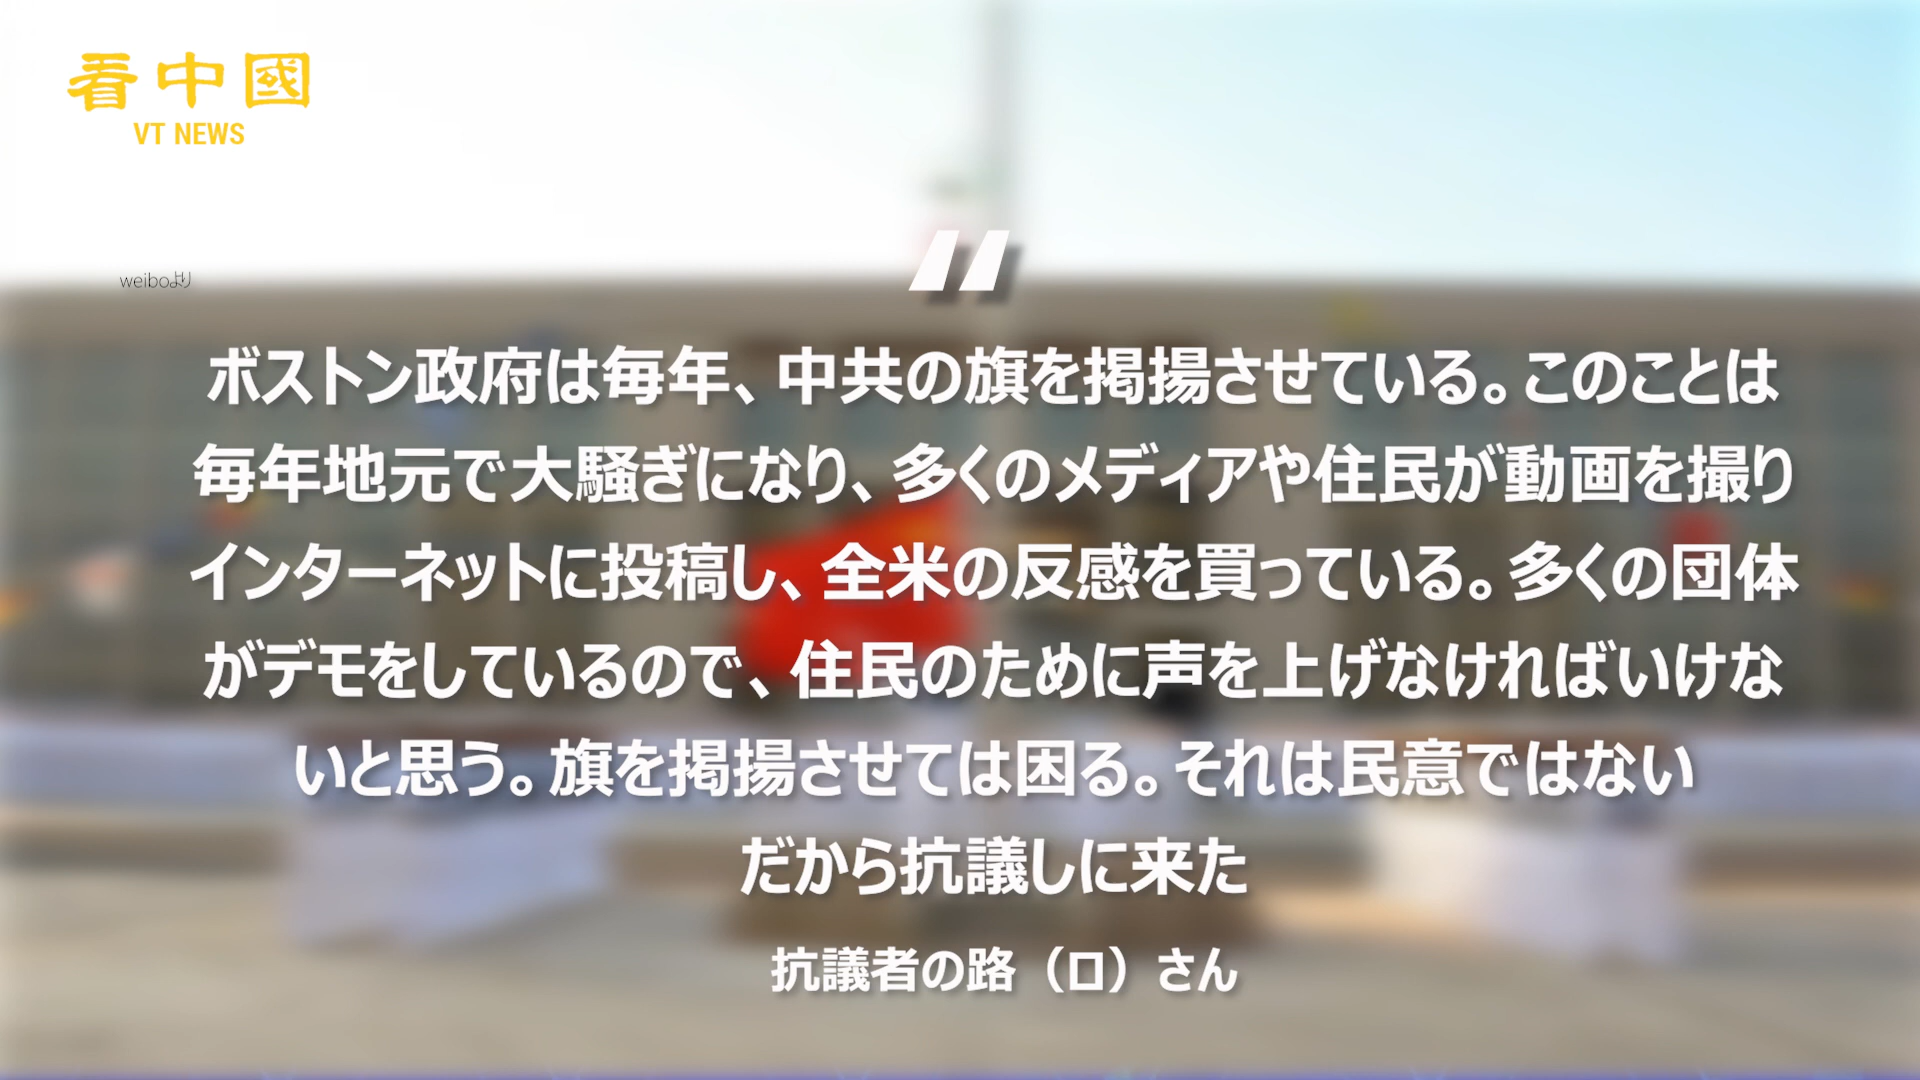 看中國
VT NEWS
weiboより
"
ボストン政府は毎年、中共の旗を掲揚させている。このことは
毎年地元で大騒ぎになり、多くのメディアや住民が動画を撮り
インターネットに投稿し、全米の反感を買っている。多くの団体
がデモをしているので、住民のために声を上げなければいけな
いと思う。旗を掲揚させては困る。それは民意ではない
だから抗議しに来た
抗議者の路（ロ）さん